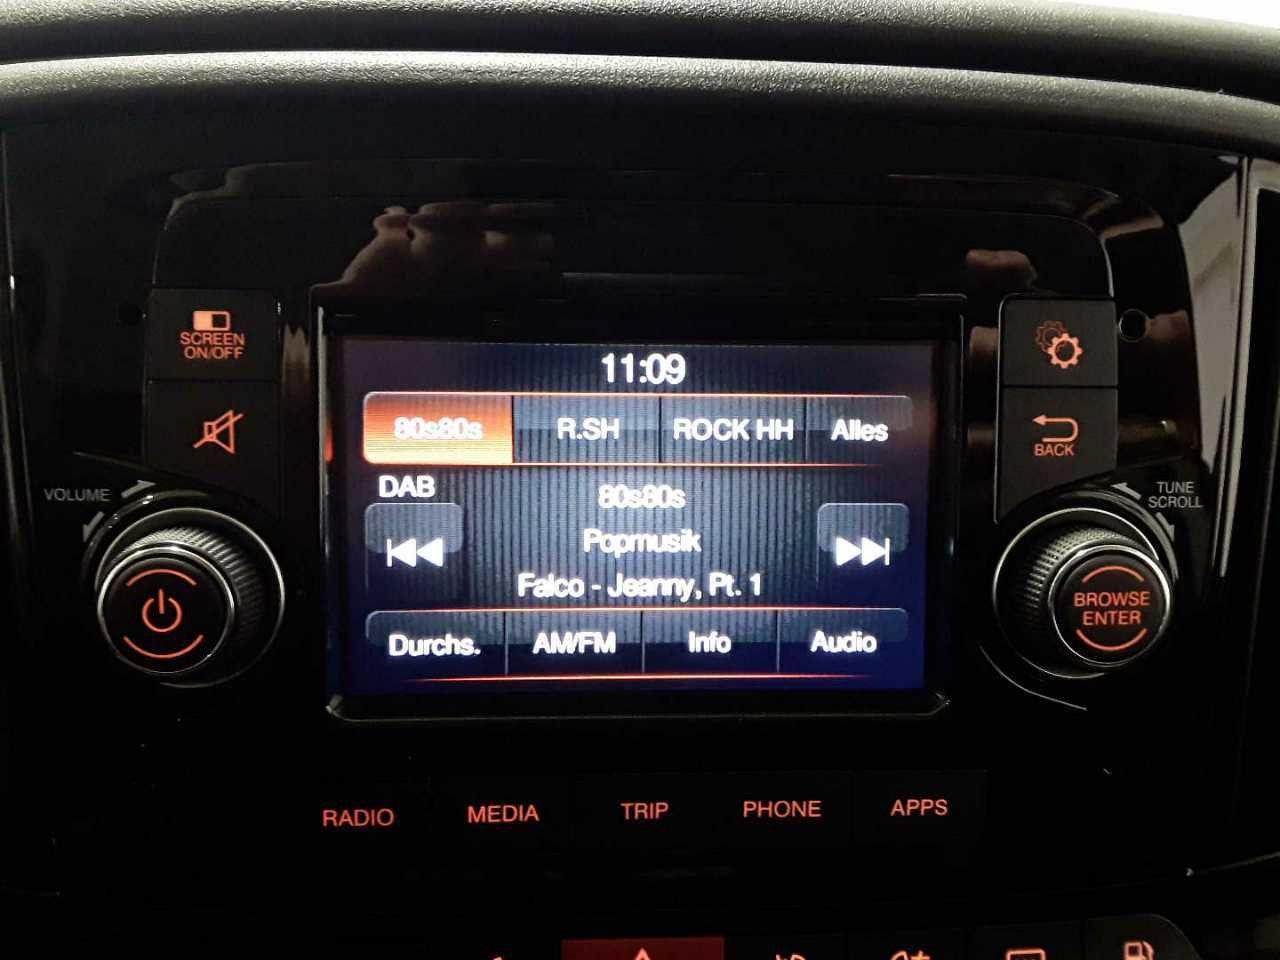 SCREEN
ON/OFF
VOLUME
11:09
80s80s R.SH ROCK HH Alles
DAB
80s80s
Popmusik
Falco - Jeanny, Pt. 1
Durchs. AM/FM Info Audio
BACK
TUNE
SCROLL
BROWSE
ENTER
RADIO MEDIA TRIP PHONE APPS